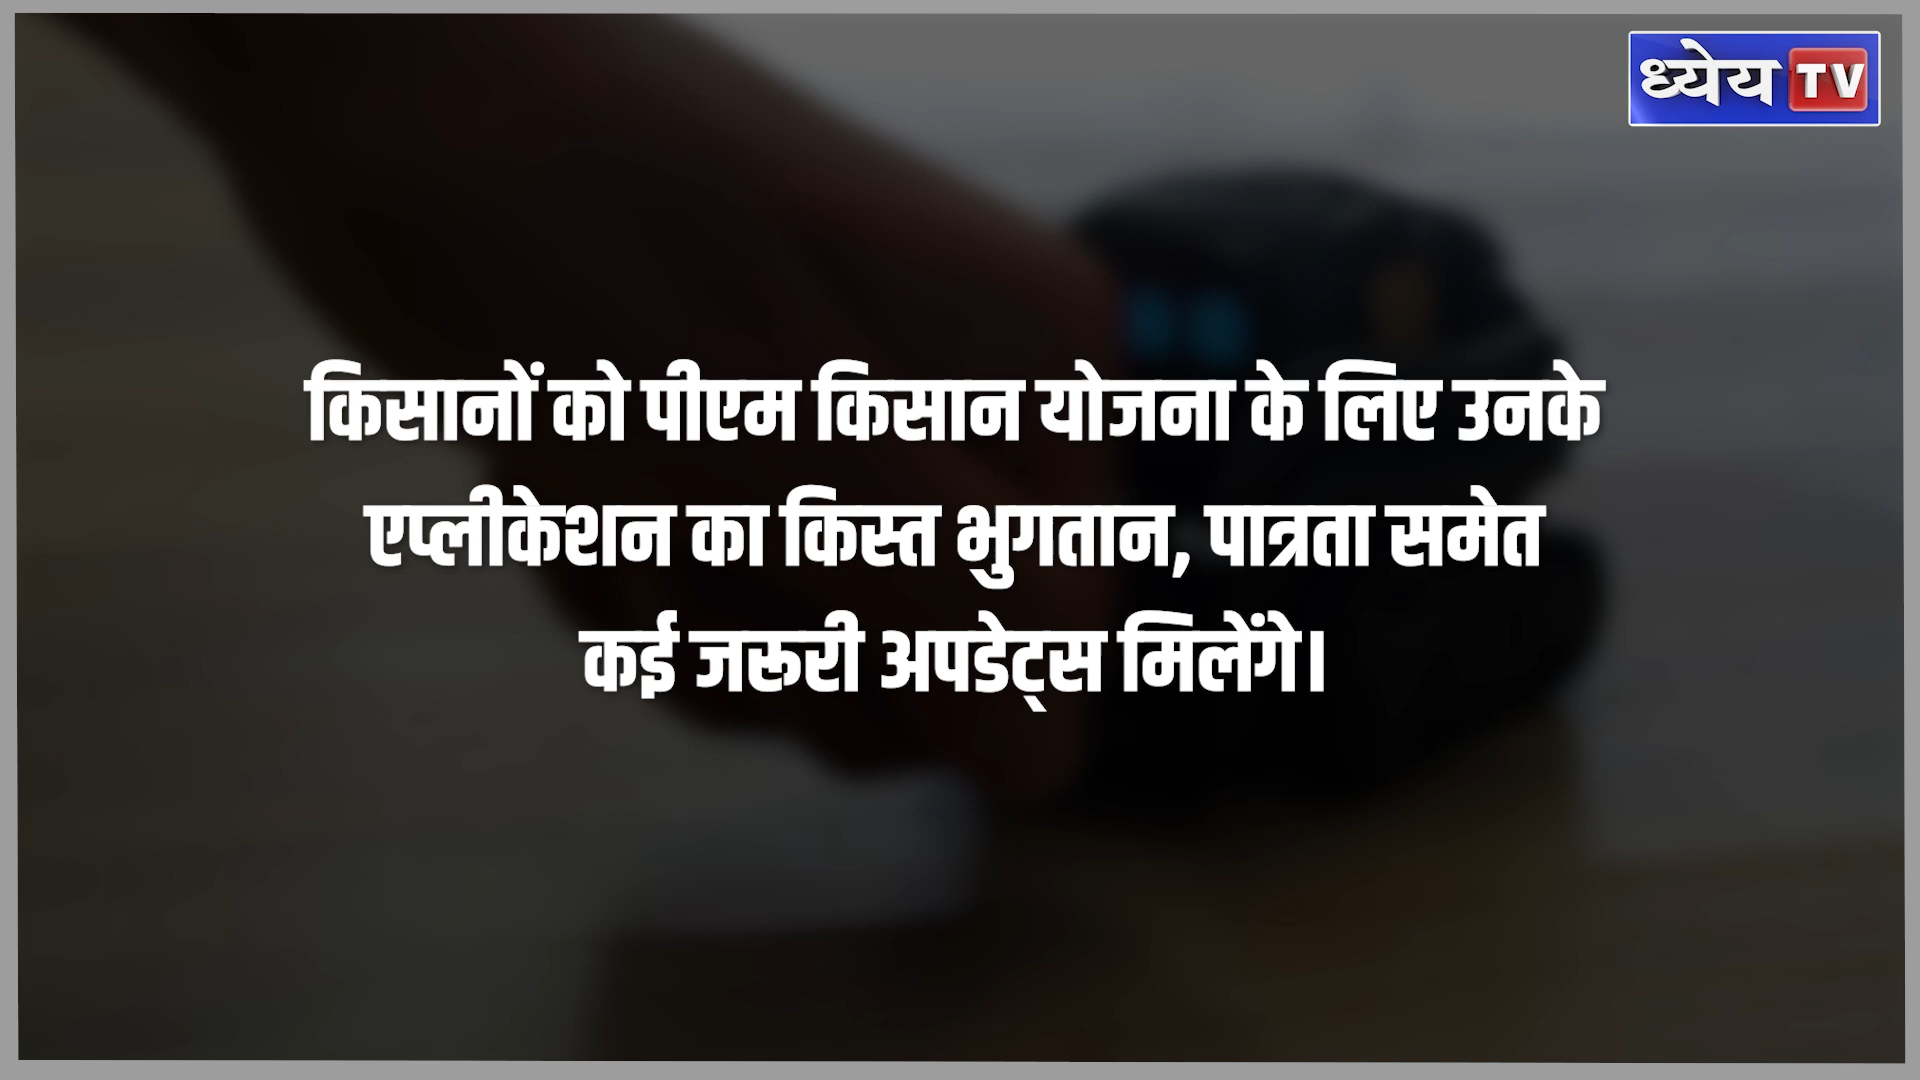 ध्येय TV
किसानों को पीएम किसान योजना के लिए उनके
एप्लीकेशन का किस्त भुगतान, पात्रता समेत
कई जरूरी अपडेट्स मिलेंगे।